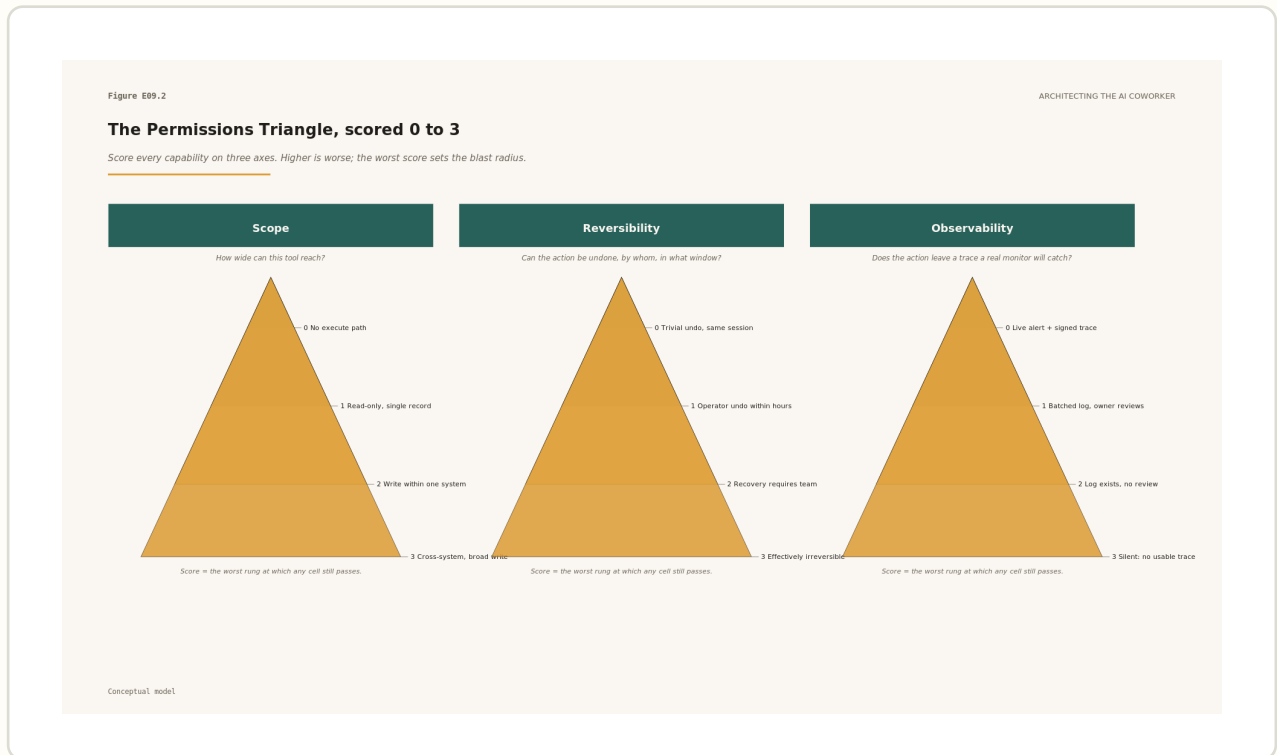 Figure E09.2
ARCHITECTING THE AI COWORKER
The Permissions Triangle, scored 0 to 3
Score every capability on three axes. Higher is worse; the worst score sets the blast radius.
Scope
How wide can this tool reach?
0 No execute path
1 Read-only, single record
2 Write within one system
3 Cross-system, broad write
Score = the worst rung at which any cell still passes.
Reversibility
Can the action be undone, by whom, in what window?
0 Trivial undo, same session
1 Operator undo within hours
2 Recovery requires team
3 Effectively irreversible
Score = the worst rung at which any cell still passes.
Observability
Does the action leave a trace a real monitor will catch?
0 Live alert + signed trace
1 Batched log, owner reviews
2 Log exists, no review
3 Silent: no usable trace
Score = the worst rung at which any cell still passes.
Conceptual model